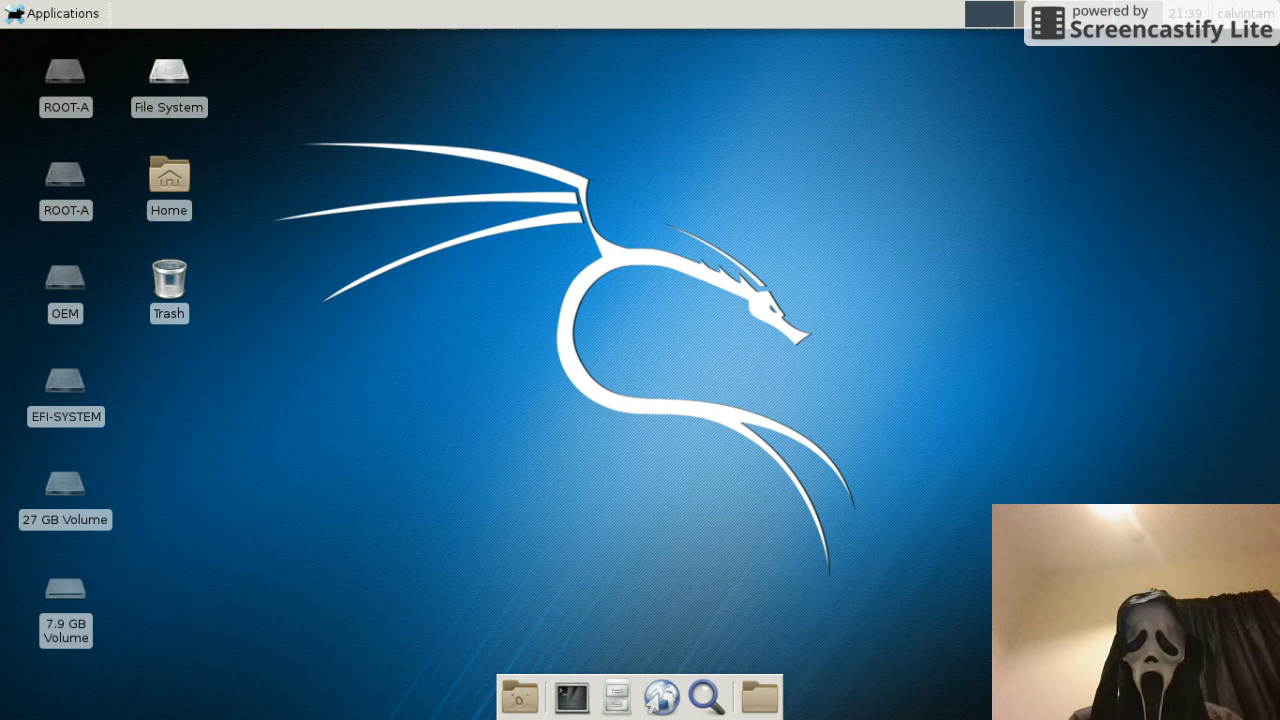 Applications
powered by
21:39
calvintam
Screencastify Lite
ROOT-A
File System
ROOT-A
Home
OEM
Trash
EFI-SYSTEM
27 GB Volume
7.9 GB
Volume